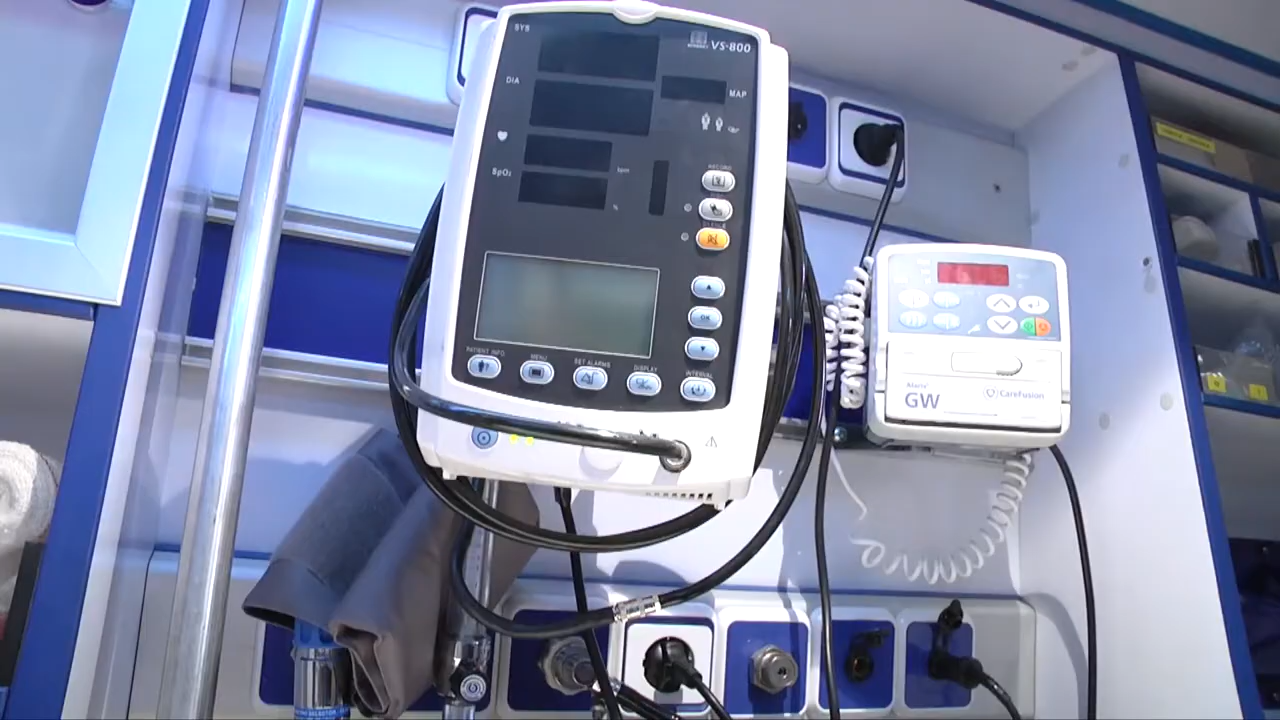 SYS
VS-800
DIA
MAP
bpm
SpO₂
%
RECORD
SILENCE
PATIENT INFO
MENU
SET ALARMS
DISPLAY
INTERVAL
OK
Alaris
GW
CareFusion